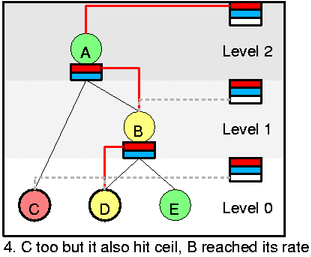 A
Level 2
Level 1
B
C
D
E
Level 0
4. C too but it also hit ceil, B reached its rate